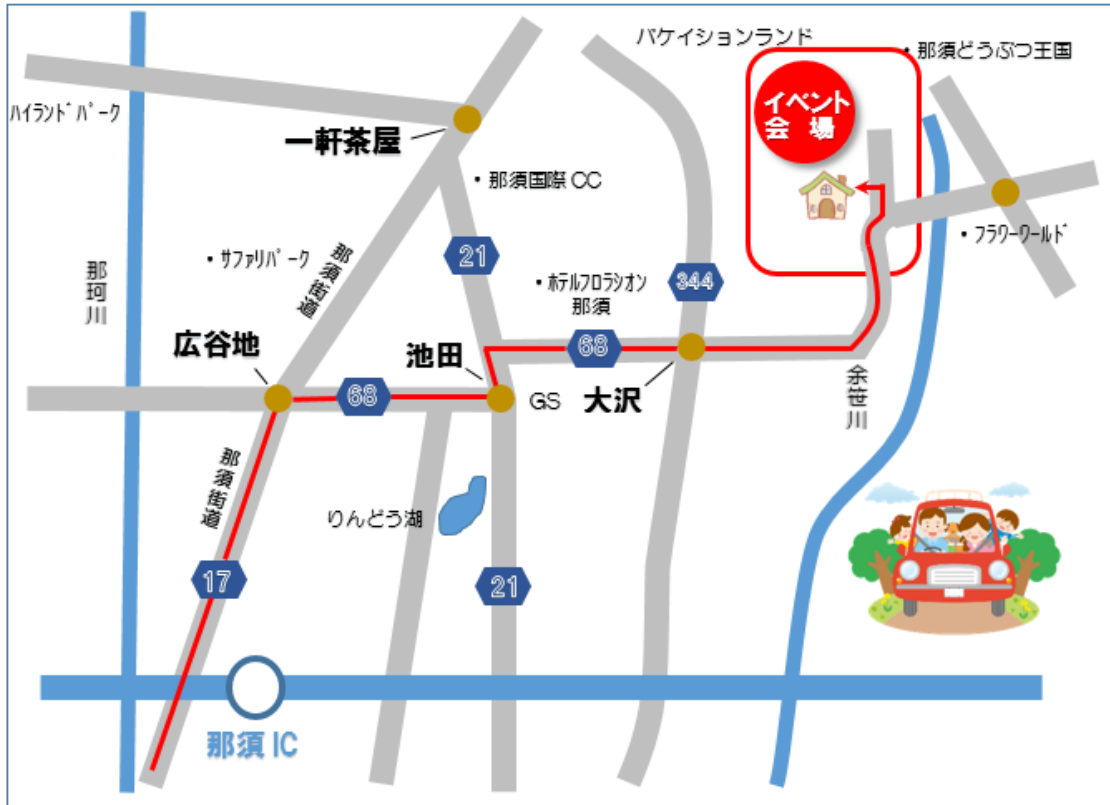 バケイションランド
・那須どうぶつ王国
イベント
会 場
ハイランドパーク
一軒茶屋
・那須国際CC
・サファリパーク
那須街道
21
・ホテルフロラシオン
那須
344
・フラワーワールド
那珂川
広谷地
池田
68
68
大沢
GS
余笹川
那須街道
りんどう湖
17
21
那須IC